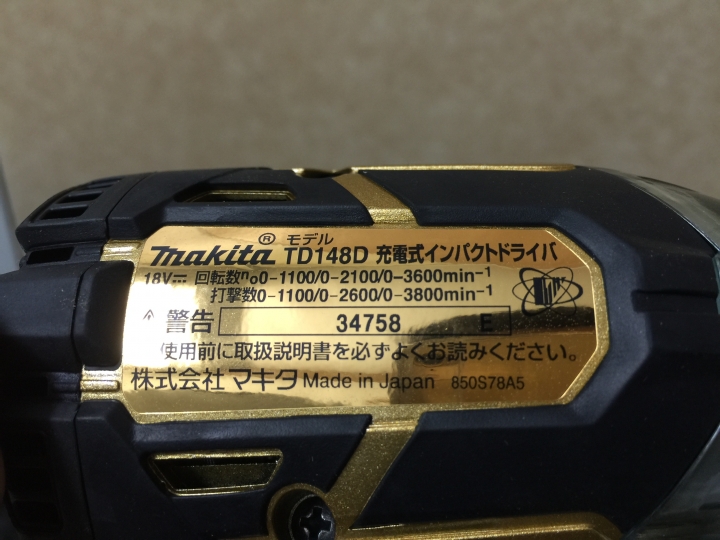 makita® モデル TD148D 充電式インパクトドライバ
18V⎓ 回転数n₀0-1100/0-2100/0-3600min⁻¹
打撃数0-1100/0-2600/0-3800min⁻¹
⚠警告 34758 E
使用前に取扱説明書を必ずよくお読みください。
株式会社マキタ Made in Japan 850S78A5